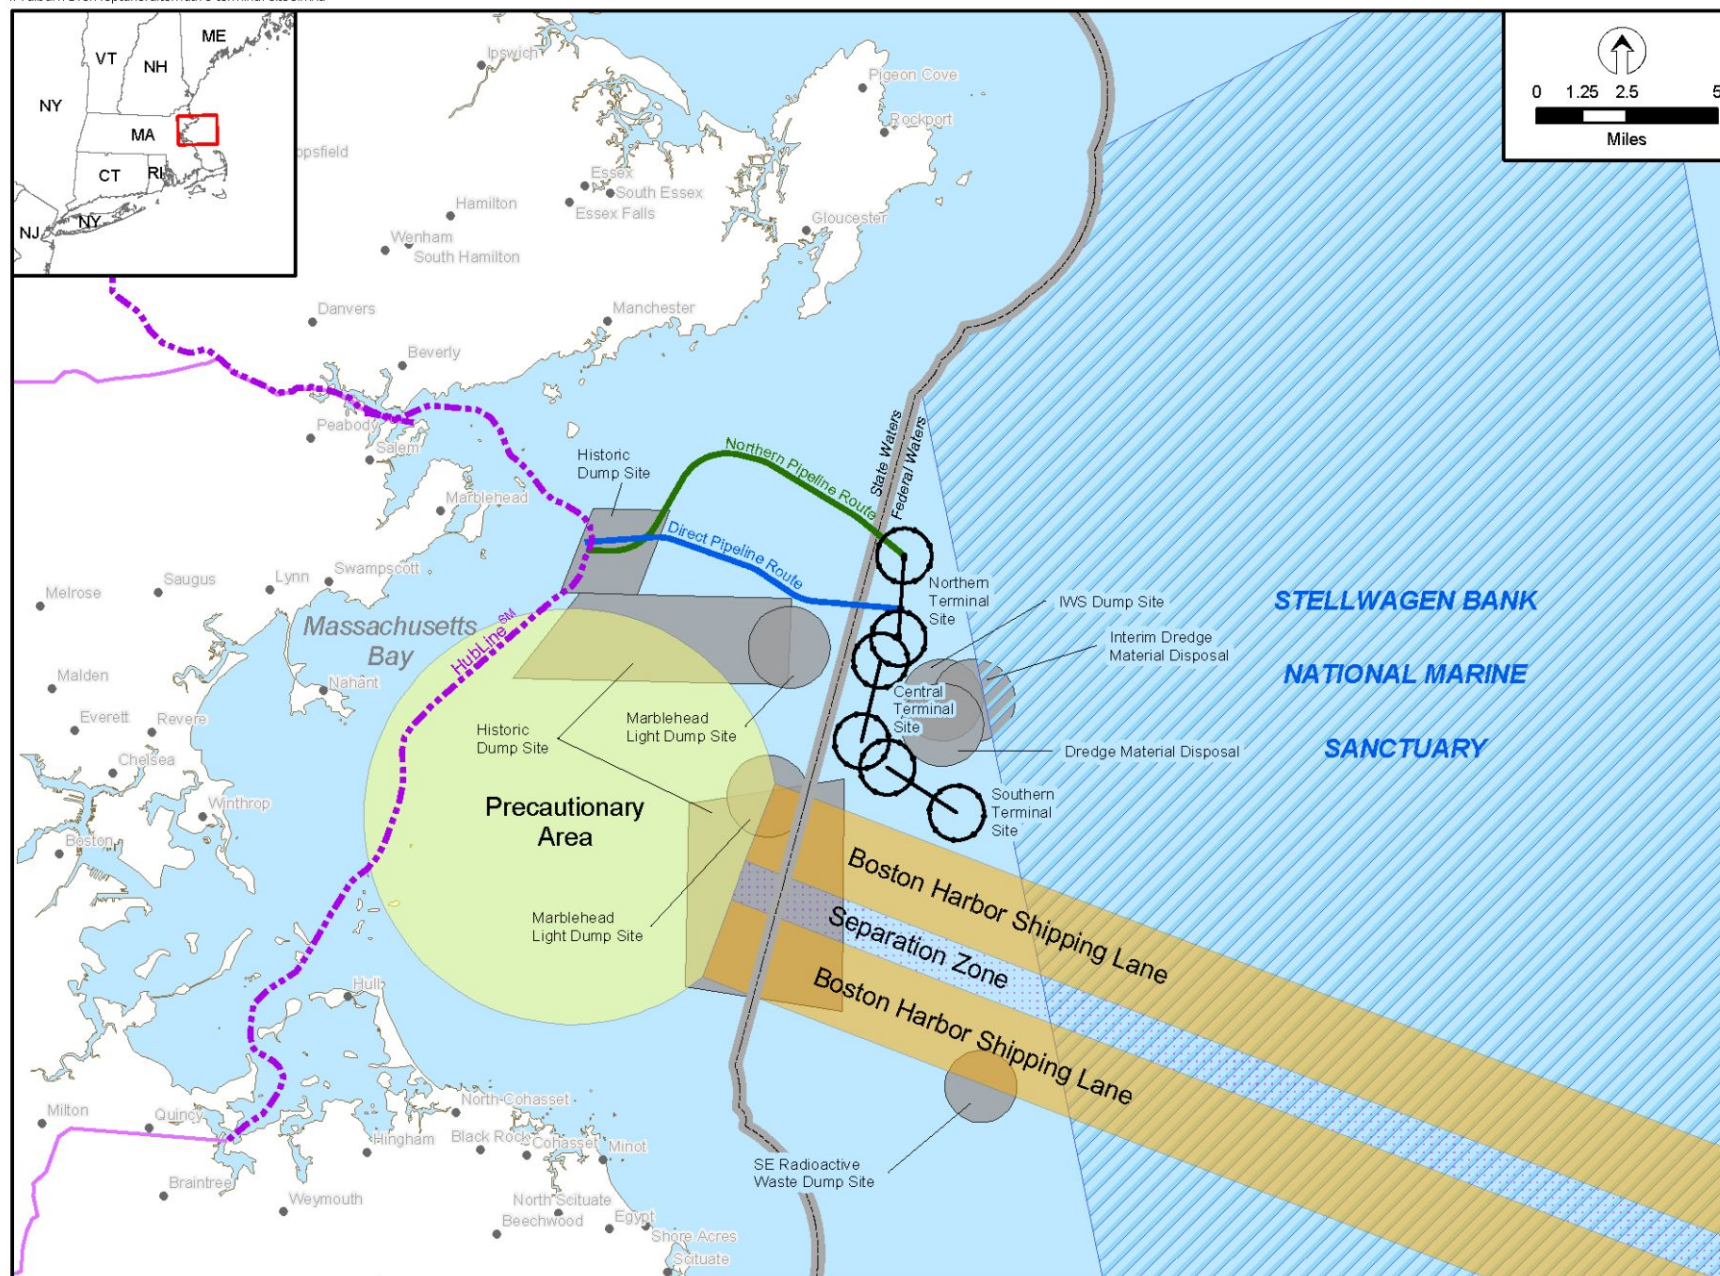 ME
VT
NH
NY
MA
CT
RI
NY
NJ
0 1.25 2.5 5
Miles
Ipswich
Pigeon Cove
Rockport
opsfield
Essex
South Essex
Essex Falls
Hamilton
Gloucester
Wenham
South Hamilton
Danvers
Manchester
Beverly
Peabody
Salem
Marblehead
Historic
Dump Site
Northern Pipeline Route
State Waters
Federal Waters
Direct Pipeline Route
Swampscott
Lynn
Saugus
Melrose
Massachusetts
Bay
HubLine SM
Northern
Terminal
Site
IWS Dump Site
STELLWAGEN BANK
NATIONAL MARINE
SANCTUARY
Interim Dredge
Material Disposal
Malden
Nahant
Everett
Revere
Chelsea
Central
Terminal
Site
Historic
Dump Site
Marblehead
Light Dump Site
Dredge Material Disposal
Winthrop
Boston
Precautionary
Area
Southern
Terminal
Site
Boston Harbor Shipping Lane
Separation Zone
Boston Harbor Shipping Lane
Marblehead
Light Dump Site
Hull
North Cohasset
Milton
Quincy
Hingham
Black Rock
Cohasset
Minot
SE Radioactive
Waste Dump Site
Braintree
Weymouth
North Scituate
Beechwood
Egypt
Shore Acres
Scituate